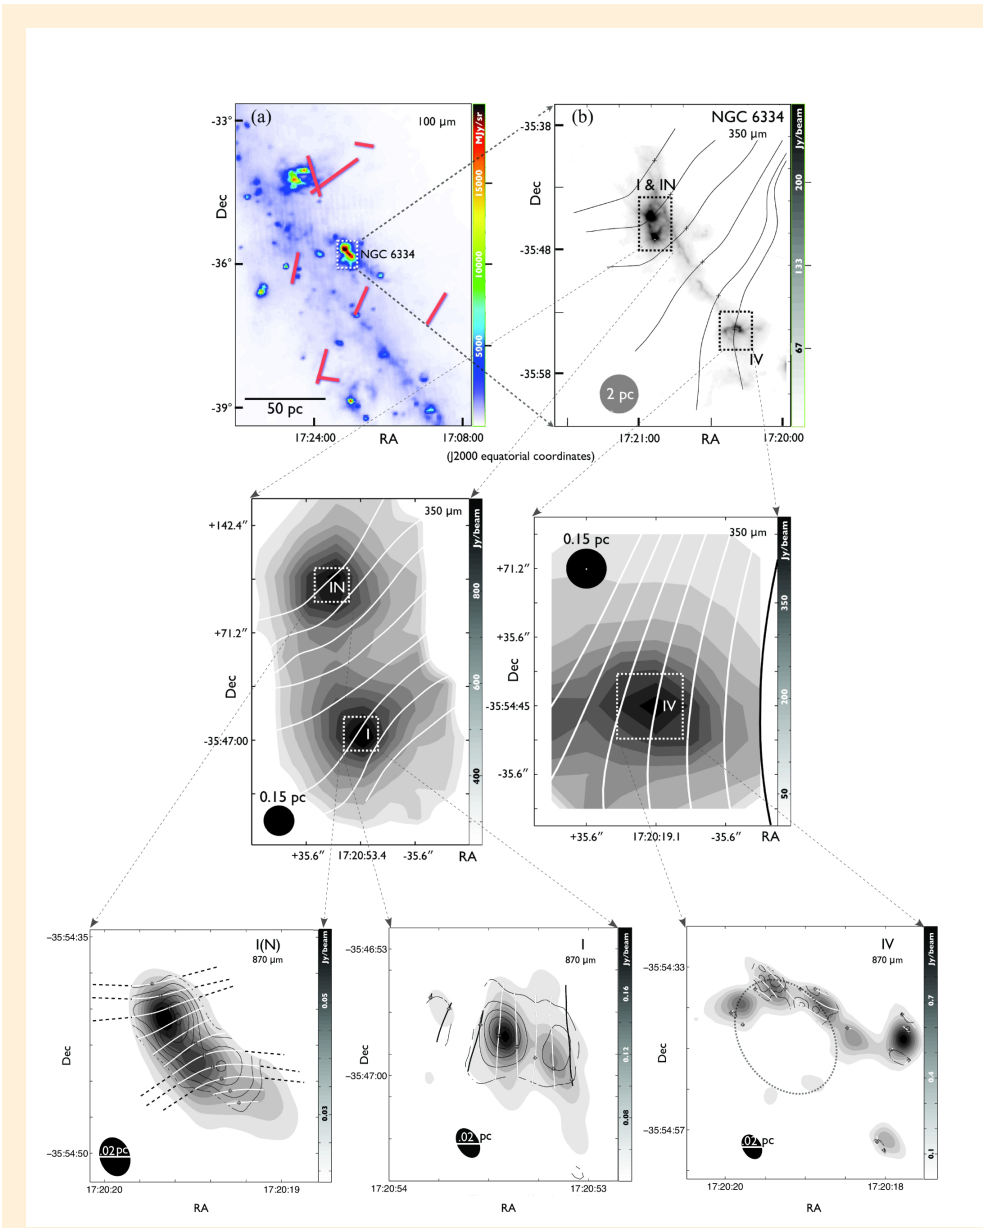 (a)
100 µm
MJy/sr
-33°
-36°
-39°
Dec
NGC 6334
50 pc
15000
10000
5000
17:24:00
RA
17:08:00
(b)
NGC 6334
350 µm
Jy/beam
-35:38
-35:48
-35:58
Dec
I & IN
IV
2 pc
200
133
67
17:21:00
RA
17:20:00
(J2000 equatorial coordinates)
350 µm
Jy/beam
+142.4″
+71.2″
-35:47:00
Dec
IN
I
0.15 pc
800
600
400
+35.6″
17:20:53.4
-35.6″
RA
350 µm
Jy/beam
0.15 pc
+71.2″
+35.6″
-35:54:45
-35.6″
Dec
IV
350
200
50
+35.6″
17:20:19.1
-35.6″
RA
I(N)
870 µm
Jy/beam
−35:54:35
−35:54:50
Dec
.02 pc
0.05
0.03
17:20:20
17:20:19
RA
I
870 µm
Jy/beam
−35:46:53
−35:47:00
Dec
.02 pc
0.16
0.12
0.08
17:20:54
17:20:53
RA
IV
870 µm
Jy/beam
−35:54:33
−35:54:57
Dec
.02 pc
0.7
0.4
0.1
17:20:20
17:20:18
RA